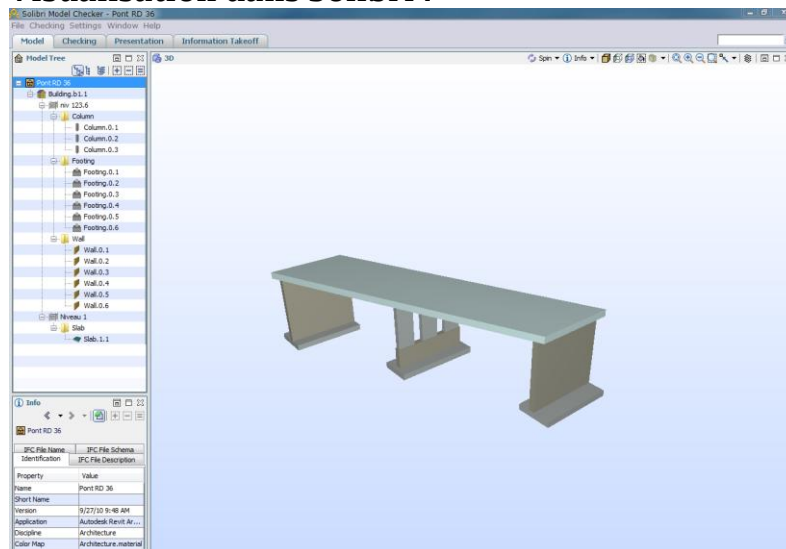 Visualisation dans Solibri :
Solibri Model Checker - Pont RD 36
File Checking Settings Window Help
Model Checking Presentation Information Takeoff
Model Tree
3D Spin Info
Pont RD 36
Building.b1.1
niv 123.6
Column
Column.0.1
Column.0.2
Column.0.3
Footing
Footing.0.1
Footing.0.2
Footing.0.3
Footing.0.4
Footing.0.5
Footing.0.6
Wall
Wall.0.1
Wall.0.2
Wall.0.3
Wall.0.4
Wall.0.5
Wall.0.6
Niveau 1
Slab
Slab.1.1
Info
Pont RD 36
IFC File Name IFC File Schema
Identification IFC File Description
Property Value
Name Pont RD 36
Short Name
Version 9/27/10 9:48 AM
Application Autodesk Revit Ar...
Discipline Architecture
Color Map Architecture.material